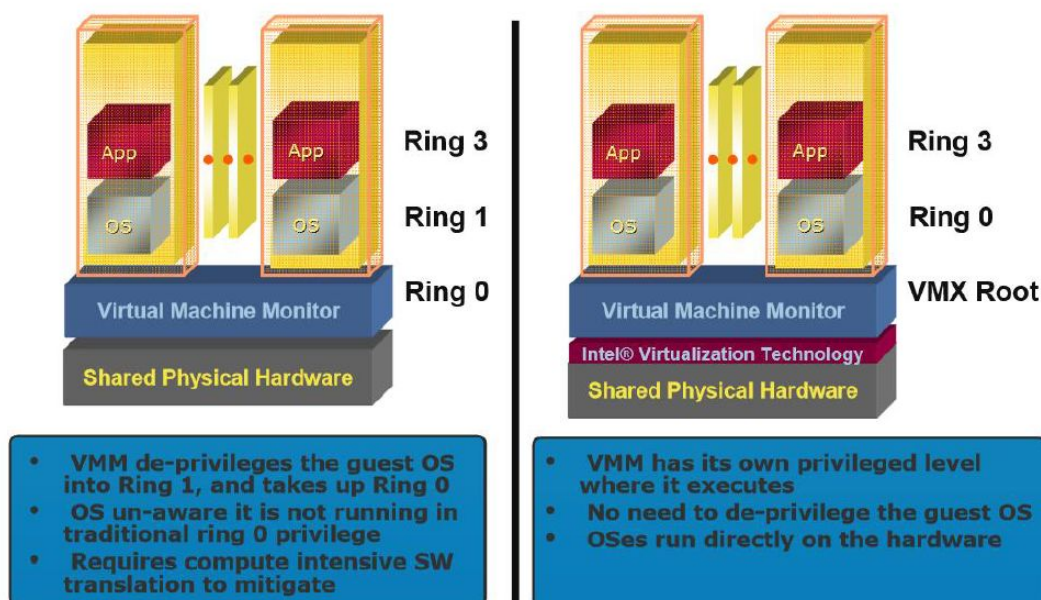 App
App
Ring 3
OS
OS
Ring 1
Ring 0
Virtual Machine Monitor
Shared Physical Hardware
• VMM de-privileges the guest OS
into Ring 1, and takes up Ring 0
• OS un-aware it is not running in
traditional ring 0 privilege
• Requires compute intensive SW
translation to mitigate
App
App
Ring 3
OS
OS
Ring 0
VMX Root
Virtual Machine Monitor
Intel® Virtualization Technology
Shared Physical Hardware
• VMM has its own privileged level
where it executes
• No need to de-privilege the guest OS
• OSes run directly on the hardware